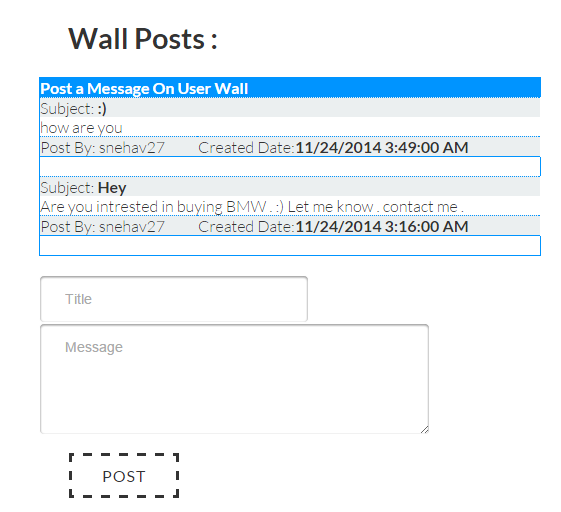 Wall Posts :
Post a Message On User Wall
Subject: :)
how are you
Post By: snehav27 Created Date:11/24/2014 3:49:00 AM
Subject: Hey
Are you intrested in buying BMW . :) Let me know . contact me .
Post By: snehav27 Created Date:11/24/2014 3:16:00 AM
Title
Message
POST